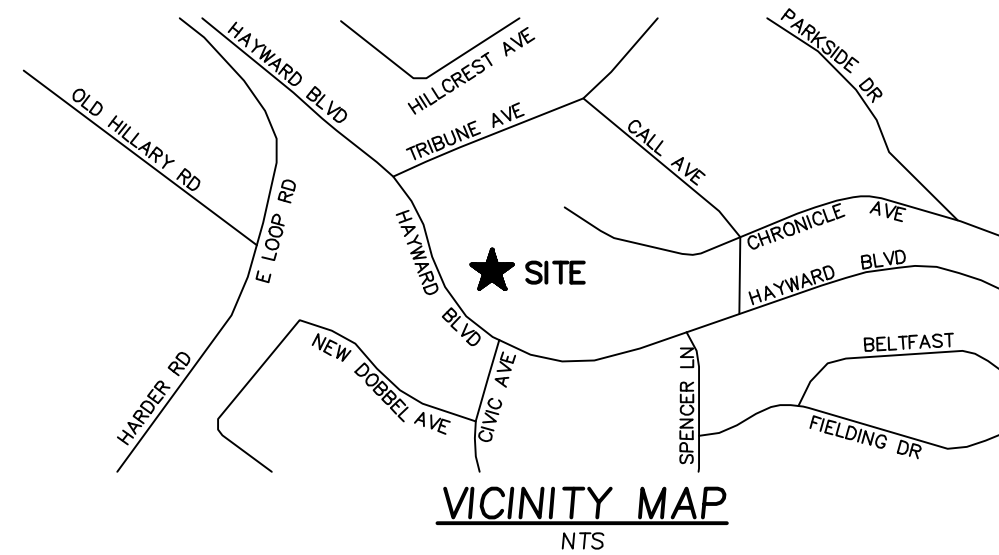 HAYWARD BLVD
HILLCREST AVE
PARKSIDE DR
OLD HILLARY RD
TRIBUNE AVE
CALL AVE
E LOOP RD
HAYWARD BLVD
CHRONICLE AVE
SITE
HAYWARD BLVD
HARDER RD
NEW DOBBEL AVE
CIVIC AVE
SPENCER LN
BELTFAST
FIELDING DR
VICINITY MAP
NTS